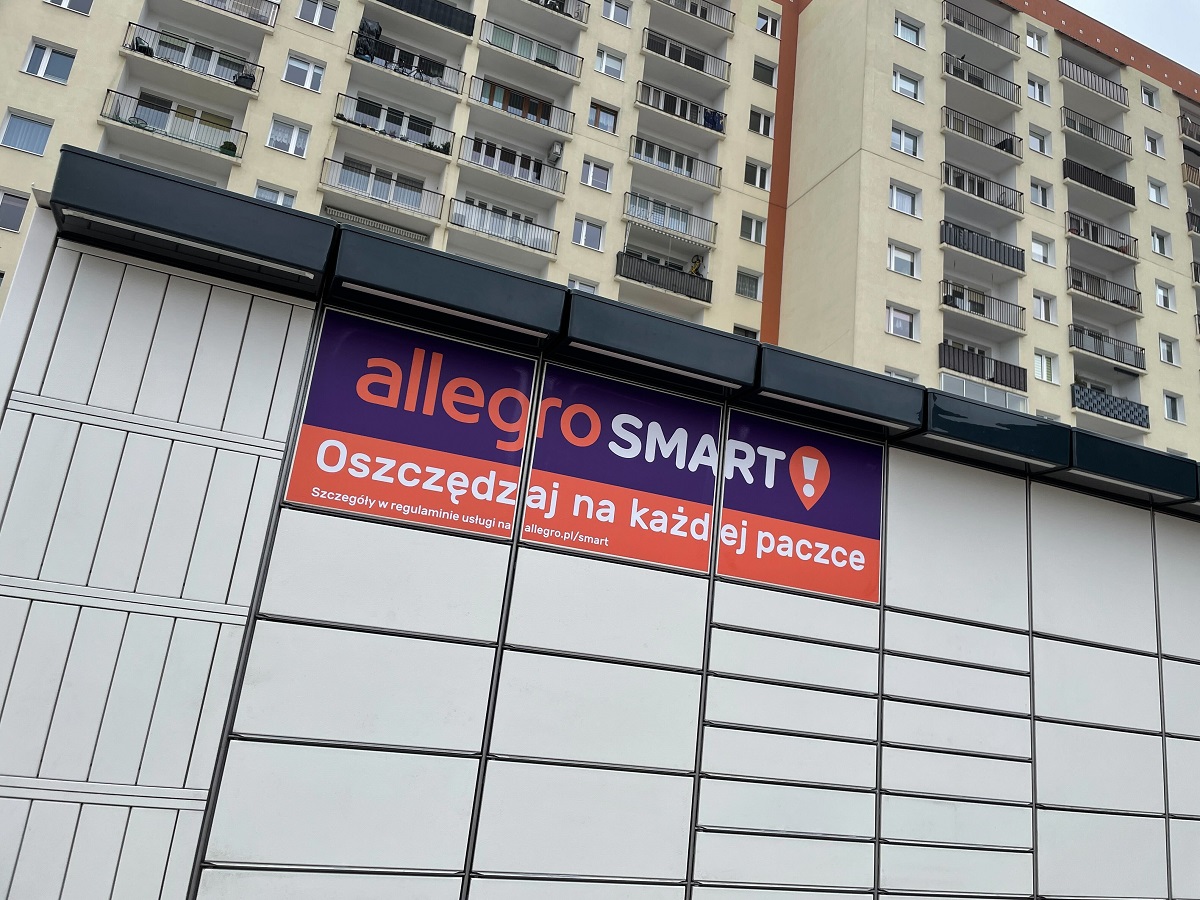 allegro SMART!
Oszczędzaj na każdej paczce
Szczegóły w regulaminie usługi na allegro.pl/smart